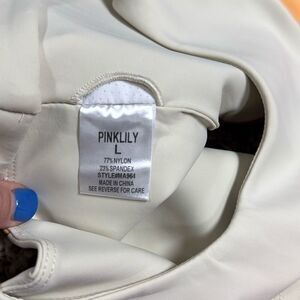 PINKLILY
L
77% NYLON
23% SPANDEX
STYLE#MA964
MADE IN CHINA
SEE REVERSE FOR CARE